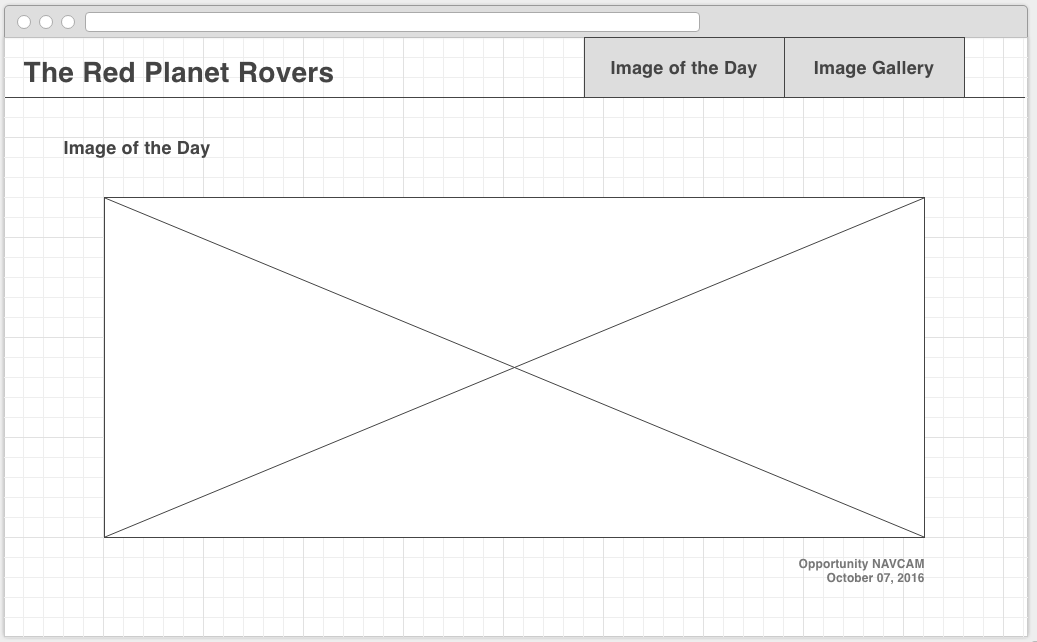 The Red Planet Rovers
Image of the Day
Image Gallery
Image of the Day
Opportunity NAVCAM
October 07, 2016